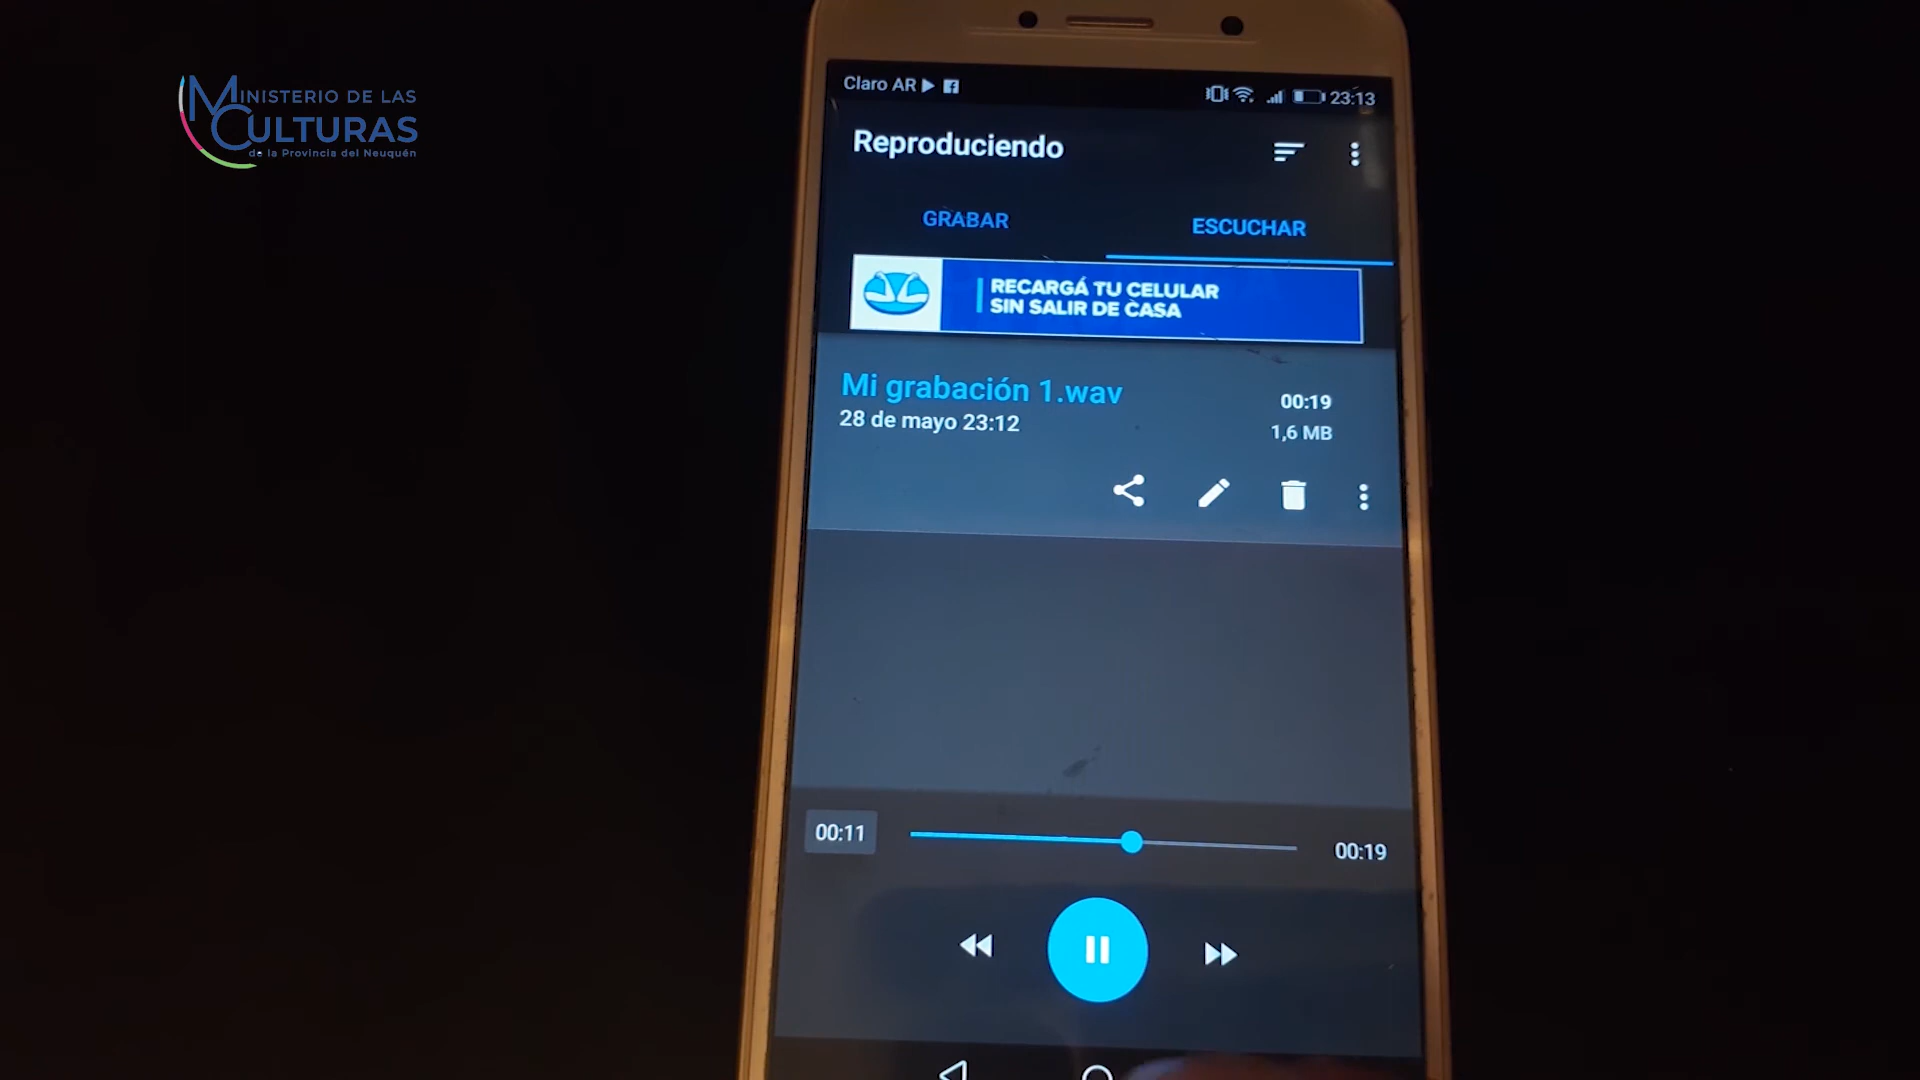 MINISTERIO DE LAS
CULTURAS
de la Provincia del Neuquén
Claro AR
23:13
Reproduciendo
GRABAR
ESCUCHAR
RECARGÁ TU CELULAR
SIN SALIR DE CASA
Mi grabación 1.wav
00:19
28 de mayo 23:12
1,6 MB
00:11
00:19